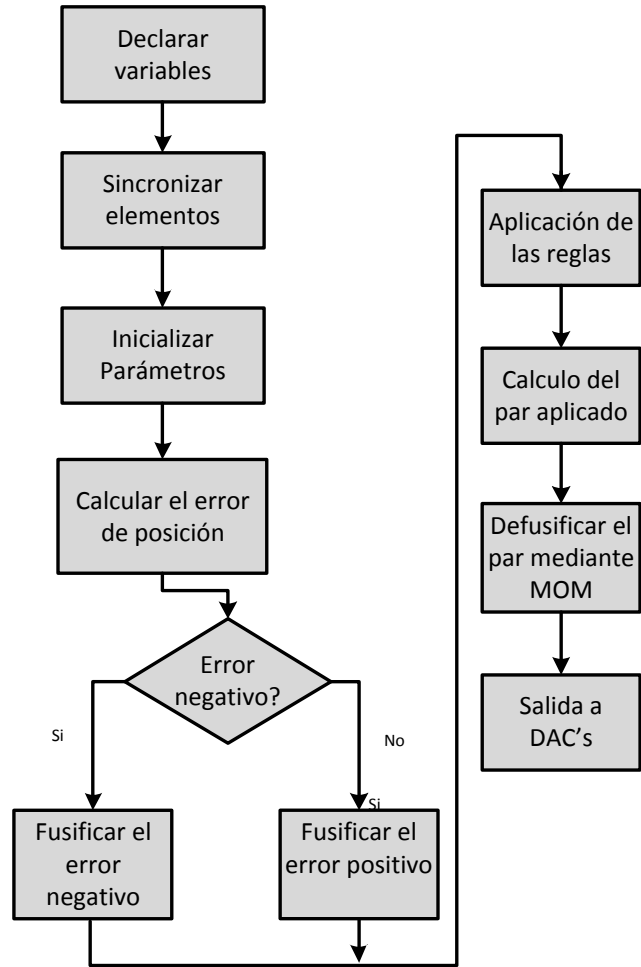 Declarar
variables
Sincronizar
elementos
Inicializar
Parámetros
Calcular el error
de posición
Error
negativo?
Si
No
Si
Fusificar el
error
negativo
Fusificar el
error positivo
Aplicación de
las reglas
Calculo del
par aplicado
Defusificar el
par mediante
MOM
Salida a
DAC’s